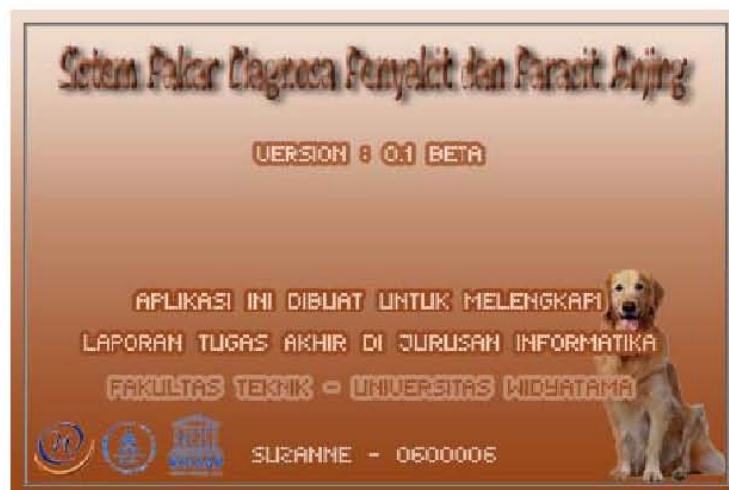 Sistem Pakar Diagnosa Penyakit dan Parasit Anjing
VERSION : 0.1 BETA
APLIKASI INI DIBUAT UNTUK MELENGKAPI
LAPORAN TUGAS AKHIR DI JURUSAN INFORMATIKA
FAKULTAS TEKNIK - UNIVERSITAS WIDYATAMA
SUZANNE - 0600006